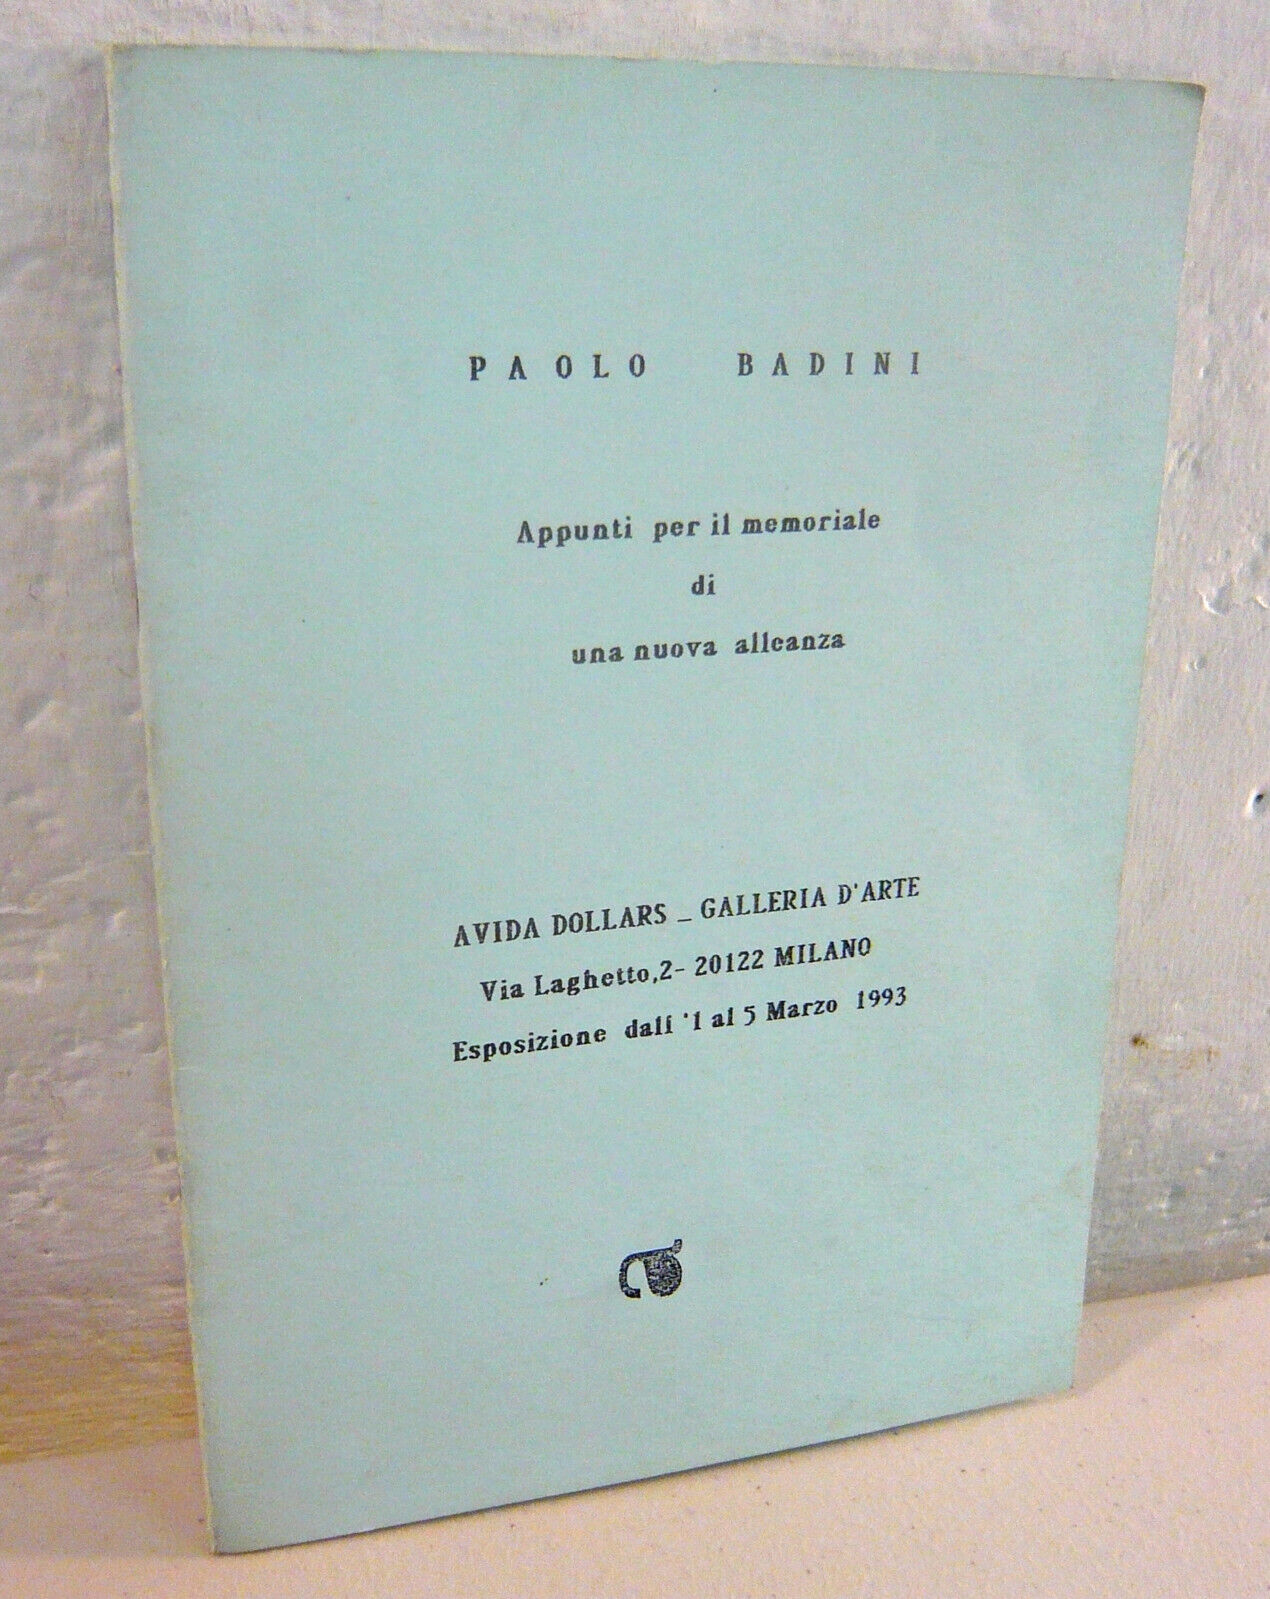 PAOLO BADINI
Appunti per il memoriale
di
una nuova alleanza
AVIDA DOLLARS _ GALLERIA D'ARTE
Via Laghetto,2- 20122 MILANO
Esposizione dall '1 al 5 Marzo 1993